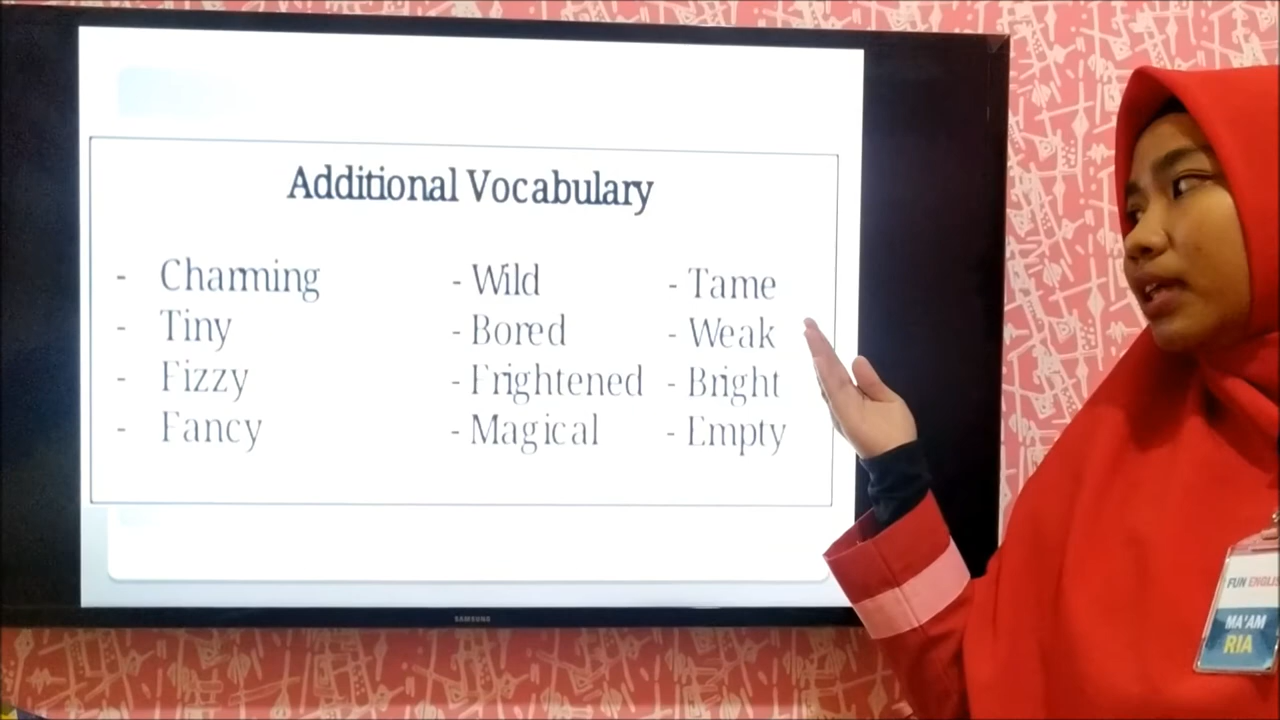 Additional Vocabulary
- Charming - Wild - Tame
- Tiny - Bored - Weak
- Fizzy - Frightened - Bright
- Fancy - Magical - Empty
SAMSUNG
FUN ENGLIS
MA'AM
RIA